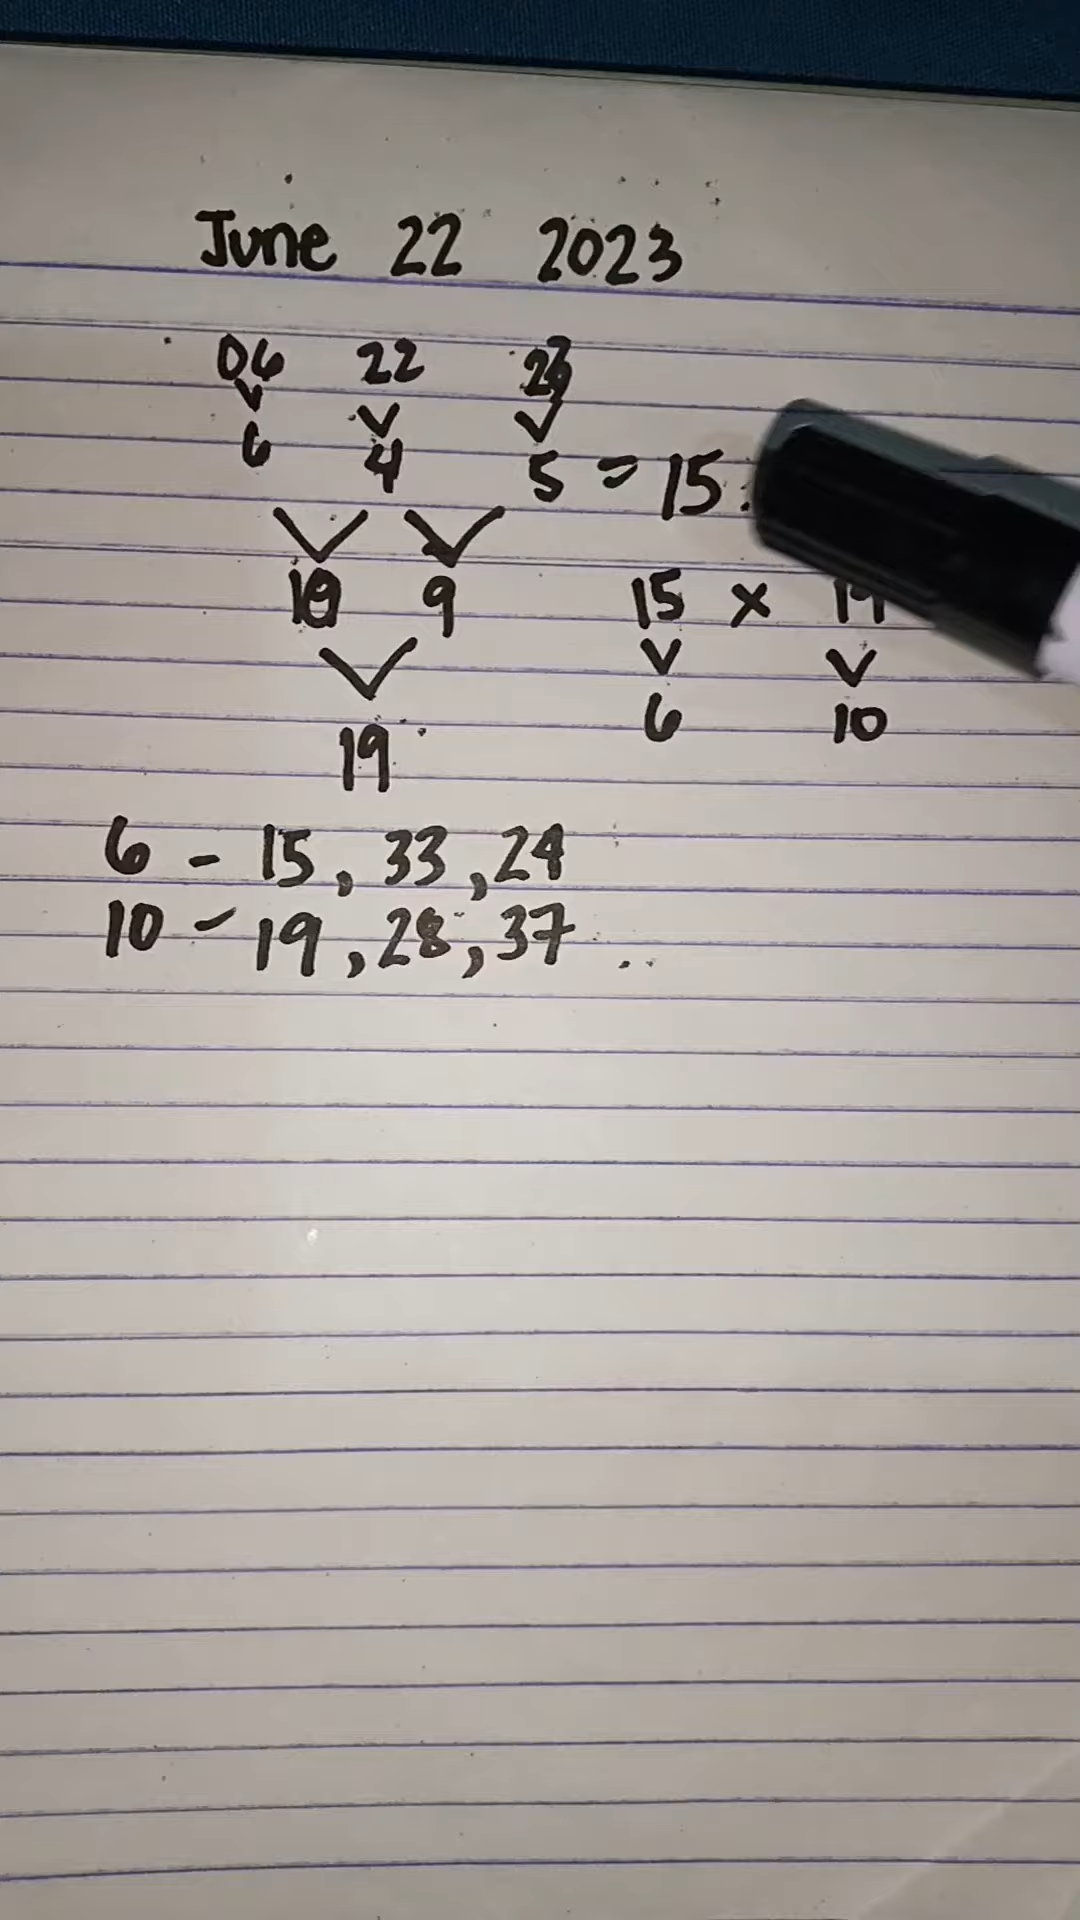 June 22 2023
06 22 23
6 4 5 = 15
10 9 15 x 19
6 10
19
6 - 15, 33, 24
10 - 19, 28, 37